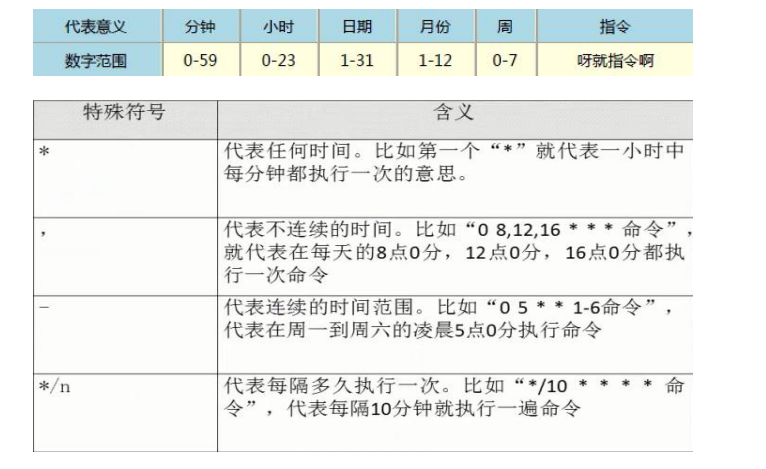 代表意义 分钟 小时 日期 月份 周 指令
数字范围 0-59 0-23 1-31 1-12 0-7 呀就指令啊
特殊符号 含义
* 代表任何时间。比如第一个“*”就代表一小时中
每分钟都执行一次的意思。
, 代表不连续的时间。比如“0 8,12,16 * * * 命令”,
就代表在每天的8点0分，12点0分，16点0分都执
行一次命令
- 代表连续的时间范围。比如“0 5 * * 1-6命令”，
代表在周一到周六的凌晨5点0分执行命令
*/n 代表每隔多久执行一次。比如“*/10 * * * * 命
令”，代表每隔10分钟就执行一遍命令